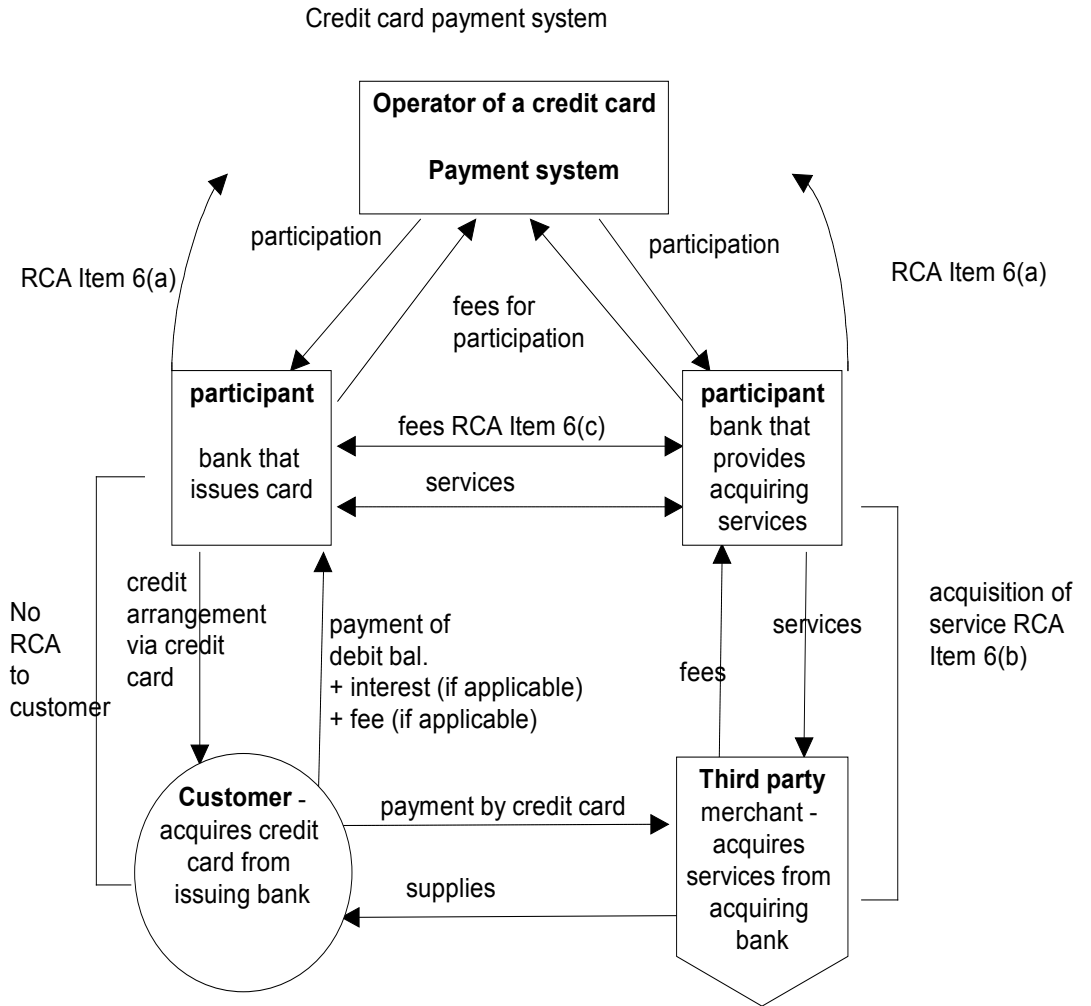 Credit card payment system
Operator of a credit card
Payment system
participation
participation
RCA Item 6(a)
RCA Item 6(a)
fees for
participation
participant
bank that
issues card
participant
bank that
provides
acquiring
services
fees RCA Item 6(c)
services
No
RCA
to
customer
credit
arrangement
via credit
card
payment of
debit bal.
+ interest (if applicable)
+ fee (if applicable)
fees
services
acquisition of
service RCA
Item 6(b)
Customer -
acquires credit
card from
issuing bank
payment by credit card
supplies
Third party
merchant -
acquires
services from
acquiring
bank